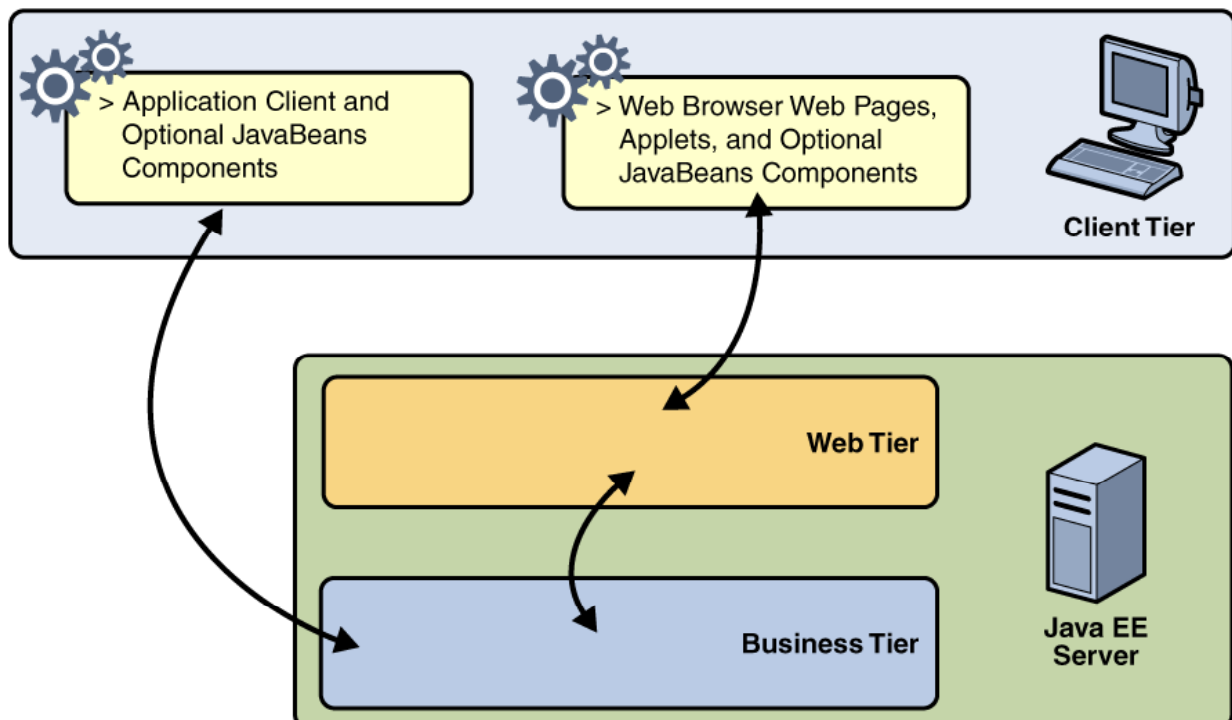 > Application Client and
Optional JavaBeans
Components
> Web Browser Web Pages,
Applets, and Optional
JavaBeans Components
Client Tier
Web Tier
Business Tier
Java EE
Server